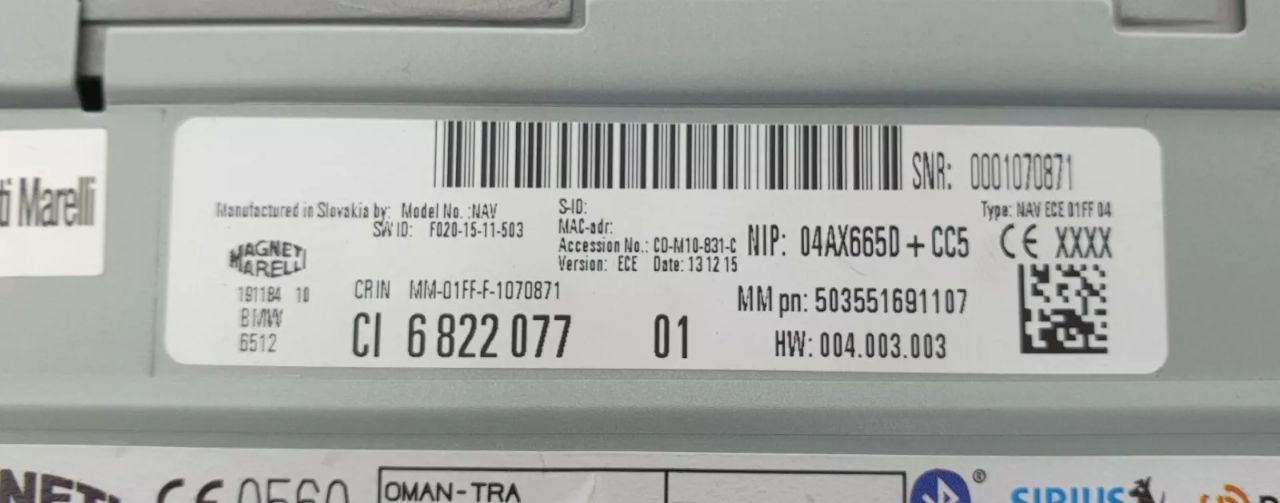 ti Marelli
SNR: 0001070871
Manufactured in Slovakia by: Model No.:NAV
SW ID: F020-15-11-503
S-ID:
MAC-adr:
Accession No.: CD-M10-831-C
Version: ECE Date: 13 12 15
Type: NAV ECE 01FF 04
NIP: 04AX665D + CC5
CE XXXX
MAGNETI
MARELLI
191184 10
BMW
6512
CRIN MM-01FF-F-1070871
CI 6 822 077 01
MM pn: 503551691107
HW: 004.003.003
NETI
CE 0560
OMAN-TRA
SIRIUS